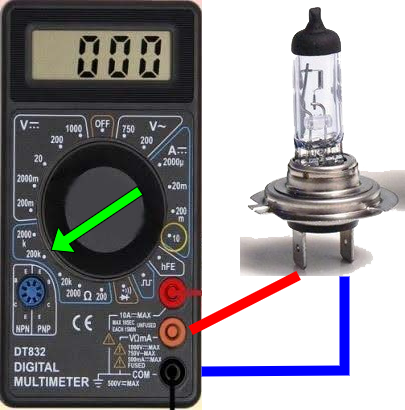 000
OFF
V⎓
1000
750
V~
200
200
A⎓
20
2000µ
2000m
20m
200m
200
m
2000
k
10
200k
hFE
20k
2000
Ω
200
E
E
B
C
C
B
E
E
NPN
PNP
10A⎓MAX
MAX 10SEC
EACH 15MIN
UNFUSED
VΩmA
1000V⎓MAX
750V~MAX
500mA⎓MAX
FUSED
COM
500V⎓MAX
CE
DT832
DIGITAL
MULTIMETER